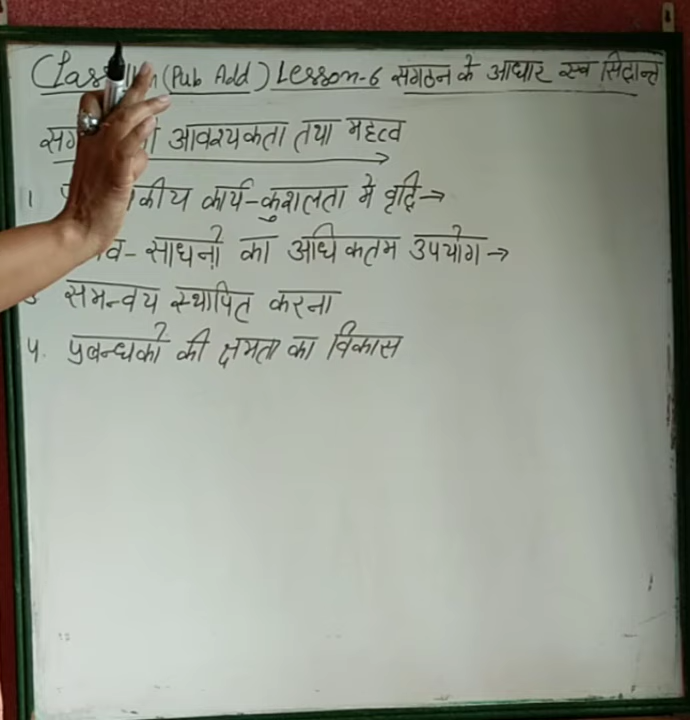 Class (Pub Add) Lesson-6 संगठन के आधार एवं सिद्धान्त
आवश्यकता तथा महत्व
1 कार्य-कुशलता में वृद्धि→
साधनों का अधिकतम उपयोग→
समन्वय स्थापित करना
4. प्रबन्धकों की क्षमता का विकास